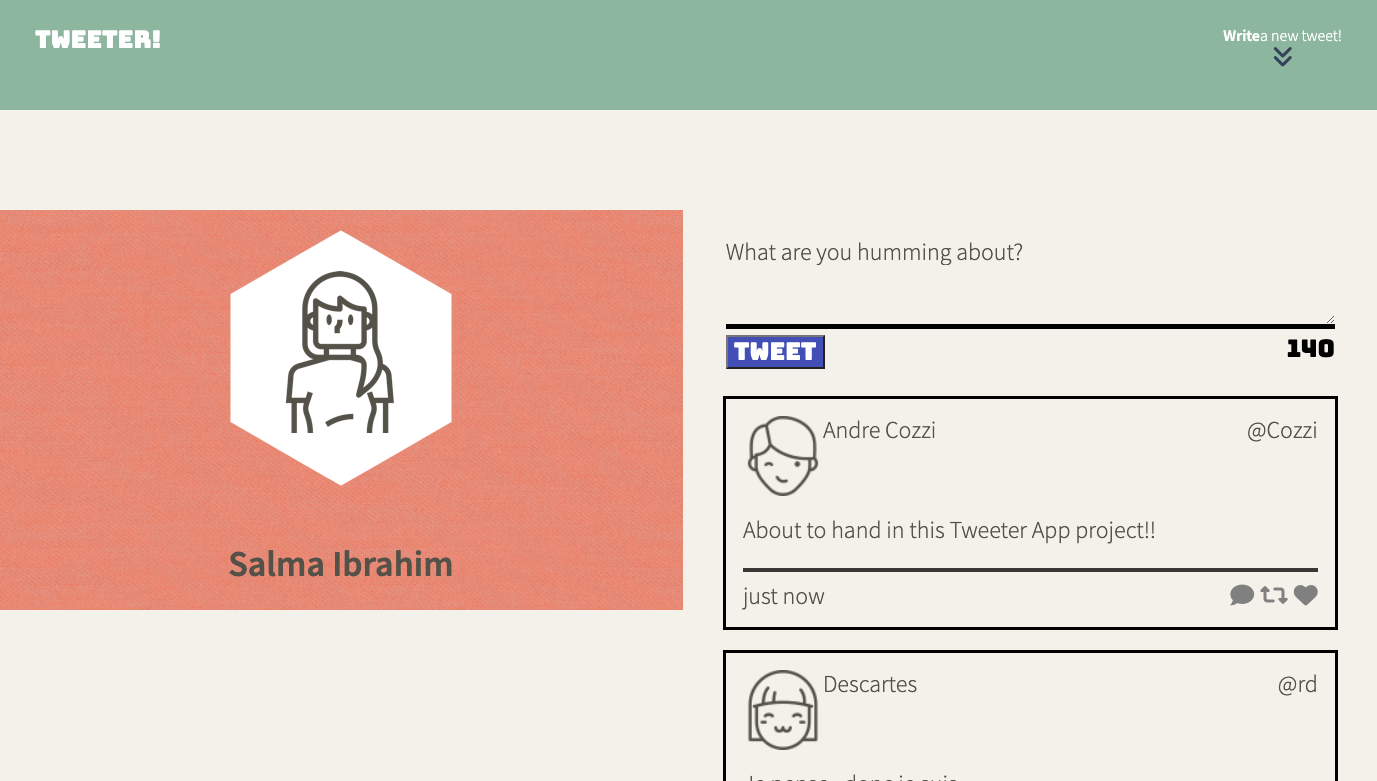 TWEETER!
Writea new tweet!
Salma Ibrahim
What are you humming about?
TWEET
140
Andre Cozzi
@Cozzi
About to hand in this Tweeter App project!!
just now
Descartes
@rd